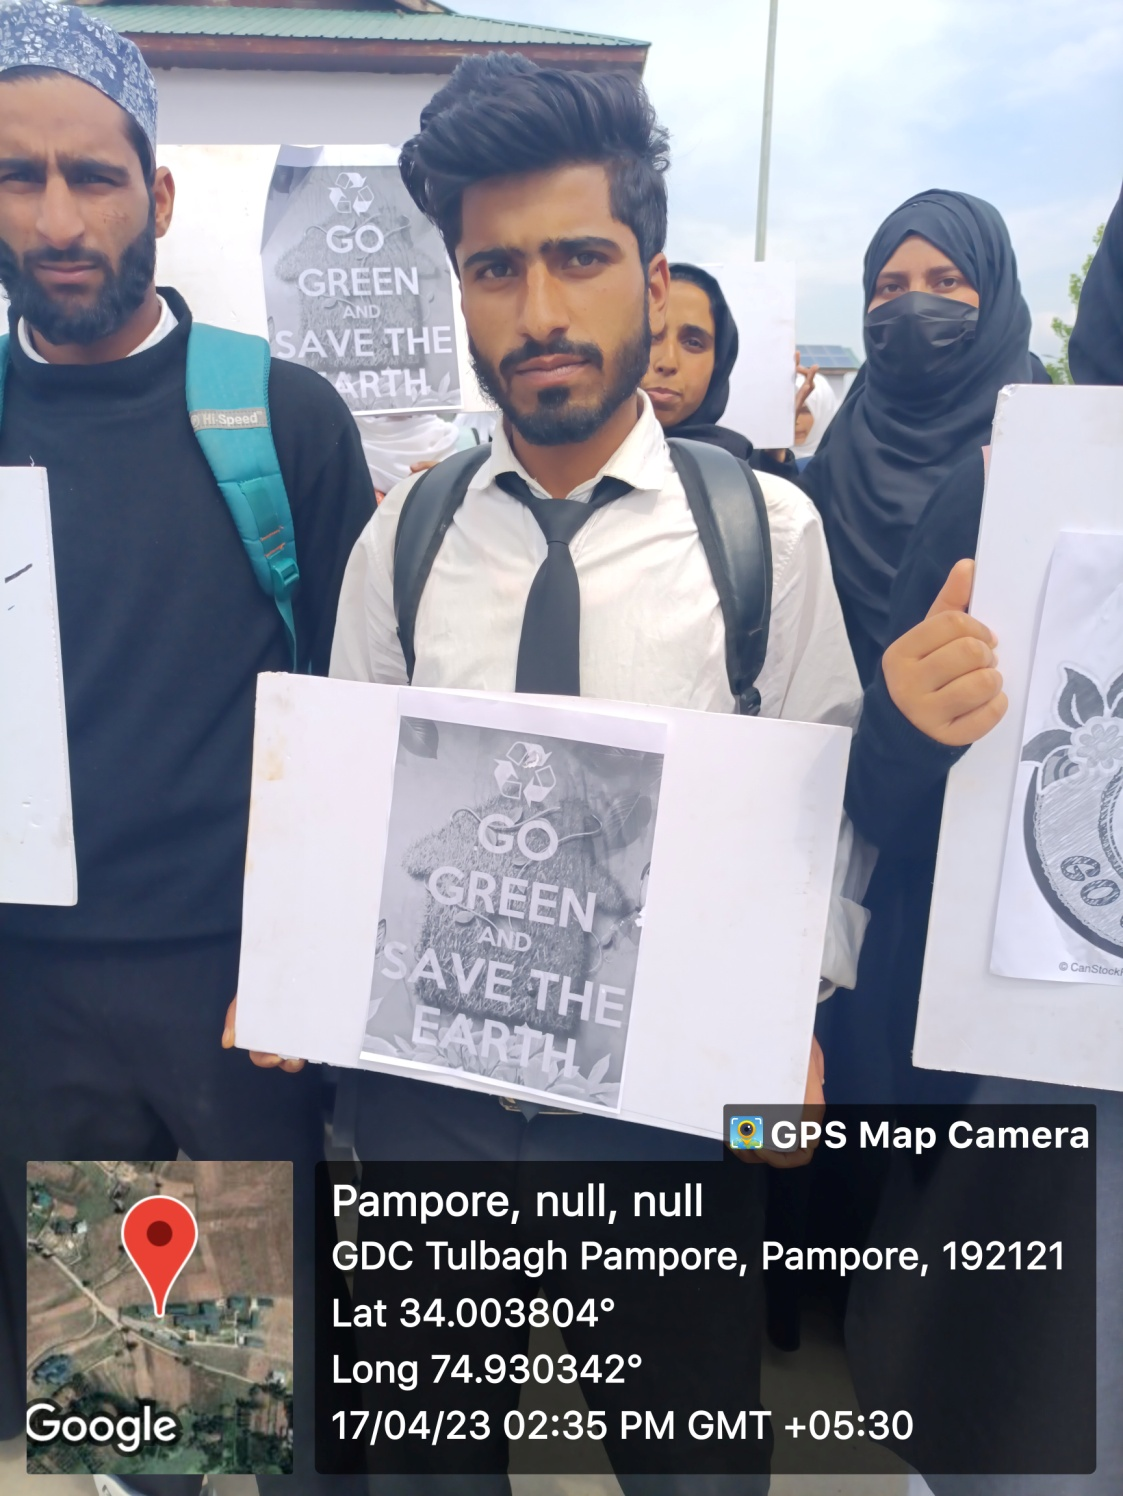 GO
GREEN
AND
SAVE THE
EARTH
Hi-Speed
GO
GREEN
AND
SAVE THE
EARTH
GO
© CanStock
GPS Map Camera
Pampore, null, null
GDC Tulbagh Pampore, Pampore, 192121
Lat 34.003804°
Long 74.930342°
17/04/23 02:35 PM GMT +05:30
Google